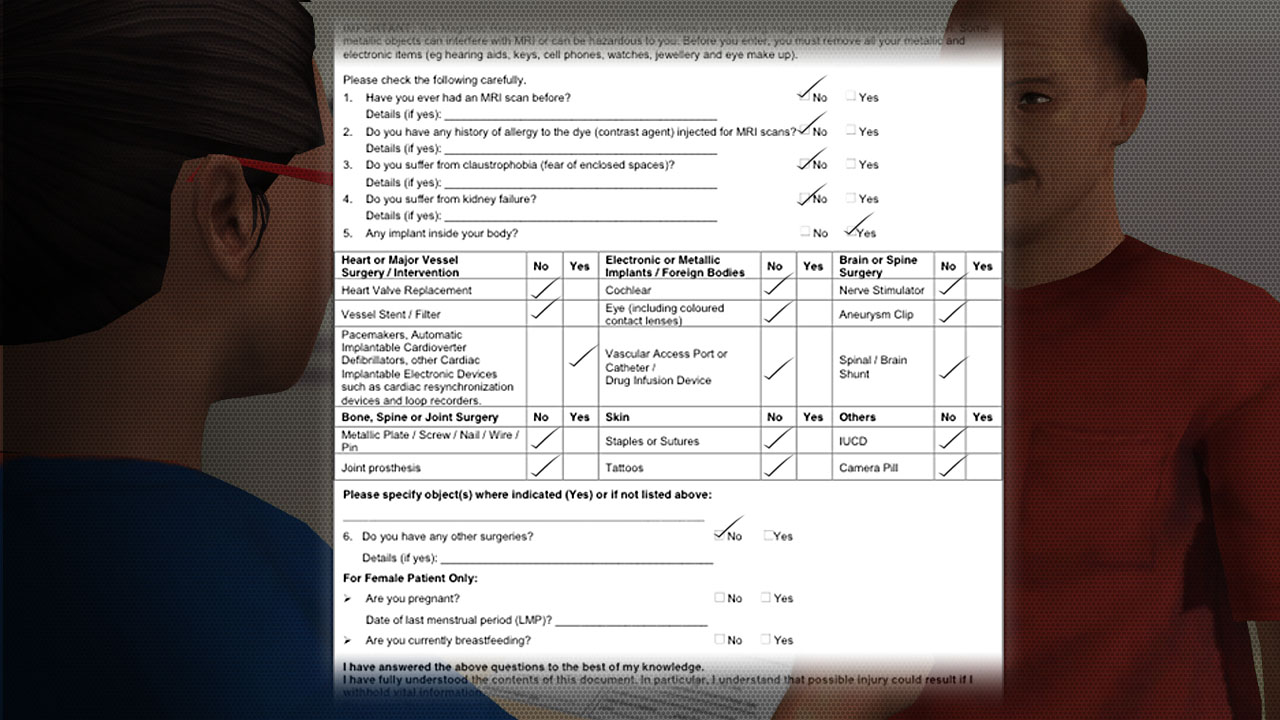 metallic objects can interfere with MRI or can be hazardous to you. Before you enter, you must remove all your metallic and
electronic items (eg hearing aids, keys, cell phones, watches, jewellery and eye make up).
Please check the following carefully.
1. Have you ever had an MRI scan before? No Yes
Details (if yes):
2. Do you have any history of allergy to the dye (contrast agent) injected for MRI scans? No Yes
Details (if yes):
3. Do you suffer from claustrophobia (fear of enclosed spaces)? No Yes
Details (if yes):
4. Do you suffer from kidney failure? No Yes
Details (if yes):
5. Any implant inside your body? No Yes
Heart or Major Vessel
Surgery / Intervention
No Yes
Electronic or Metallic
Implants / Foreign Bodies
No Yes
Brain or Spine
Surgery
No Yes
Heart Valve Replacement
Cochlear
Nerve Stimulator
Vessel Stent / Filter
Eye (including coloured
contact lenses)
Aneurysm Clip
Pacemakers, Automatic
Implantable Cardioverter
Defibrillators, other Cardiac
Implantable Electronic Devices
such as cardiac resynchronization
devices and loop recorders.
Vascular Access Port or
Catheter /
Drug Infusion Device
Spinal / Brain
Shunt
Bone, Spine or Joint Surgery No Yes Skin No Yes Others No Yes
Metallic Plate / Screw / Nail / Wire /
Pin
Staples or Sutures
IUCD
Joint prosthesis
Tattoos
Camera Pill
Please specify object(s) where indicated (Yes) or if not listed above:
6. Do you have any other surgeries? No Yes
Details (if yes):
For Female Patient Only:
Are you pregnant? No Yes
Date of last menstrual period (LMP)?
Are you currently breastfeeding? No Yes
I have answered the above questions to the best of my knowledge.
I have fully understood the contents of this document. In particular, I understand that possible injury could result if I
withhold vital information